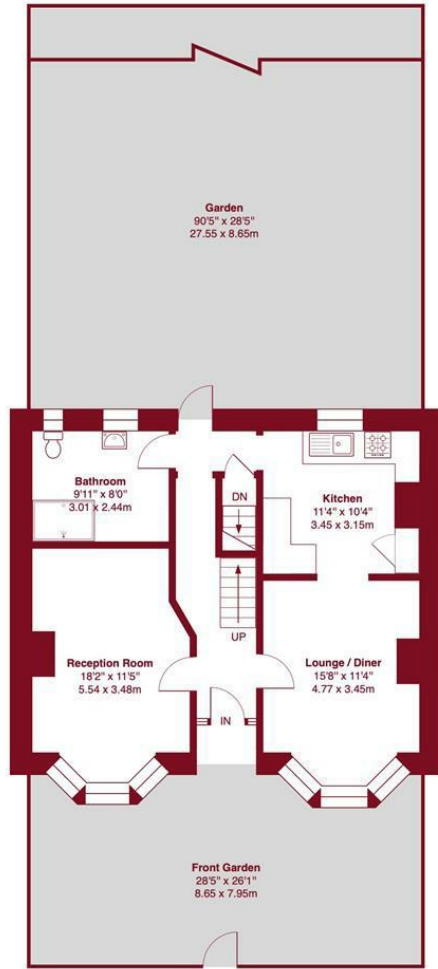 Garden
90'5" x 28'5"
27.55 x 8.65m
Bathroom
9'11" x 8'0"
3.01 x 2.44m
DN
Kitchen
11'4" x 10'4"
3.45 x 3.15m
UP
Reception Room
18'2" x 11'5"
5.54 x 3.48m
Lounge / Diner
15'8" x 11'4"
4.77 x 3.45m
IN
Front Garden
28'5" x 26'1"
8.65 x 7.95m